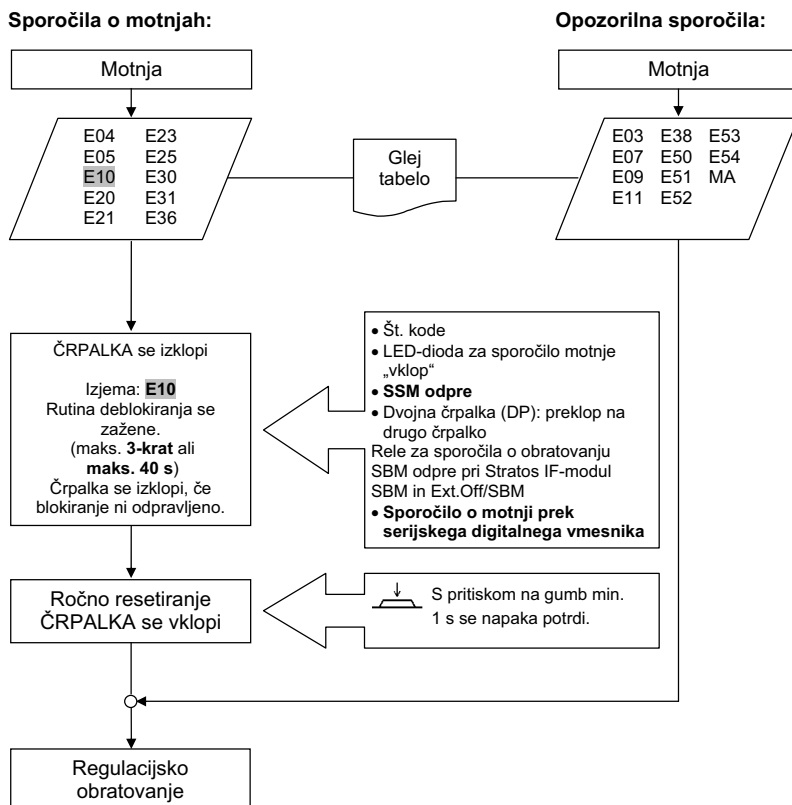 Sporočila o motnjah:
Opozorilna sporočila:
Motnja
Motnja
E04 E23
E05 E25
E10 E30
E20 E31
E21 E36
Glej
tabelo
E03 E38 E53
E07 E50 E54
E09 E51 MA
E11 E52
ČRPALKA se izklopi
Izjema: E10
Rutina deblokiranja se
zažene.
(maks. 3-krat ali
maks. 40 s)
Črpalka se izklopi, če
blokiranje ni odpravljeno.
• Št. kode
• LED-dioda za sporočilo motnje
„vklop“
• SSM odpre
• Dvojna črpalka (DP): preklop na
drugo črpalko
Rele za sporočila o obratovanju
SBM odpre pri Stratos IF-modul
SBM in Ext.Off/SBM
• Sporočilo o motnji prek
serijskega digitalnega vmesnika
Ročno resetiranje
ČRPALKA se vklopi
S pritiskom na gumb min.
1 s se napaka potrdi.
Regulacijsko
obratovanje